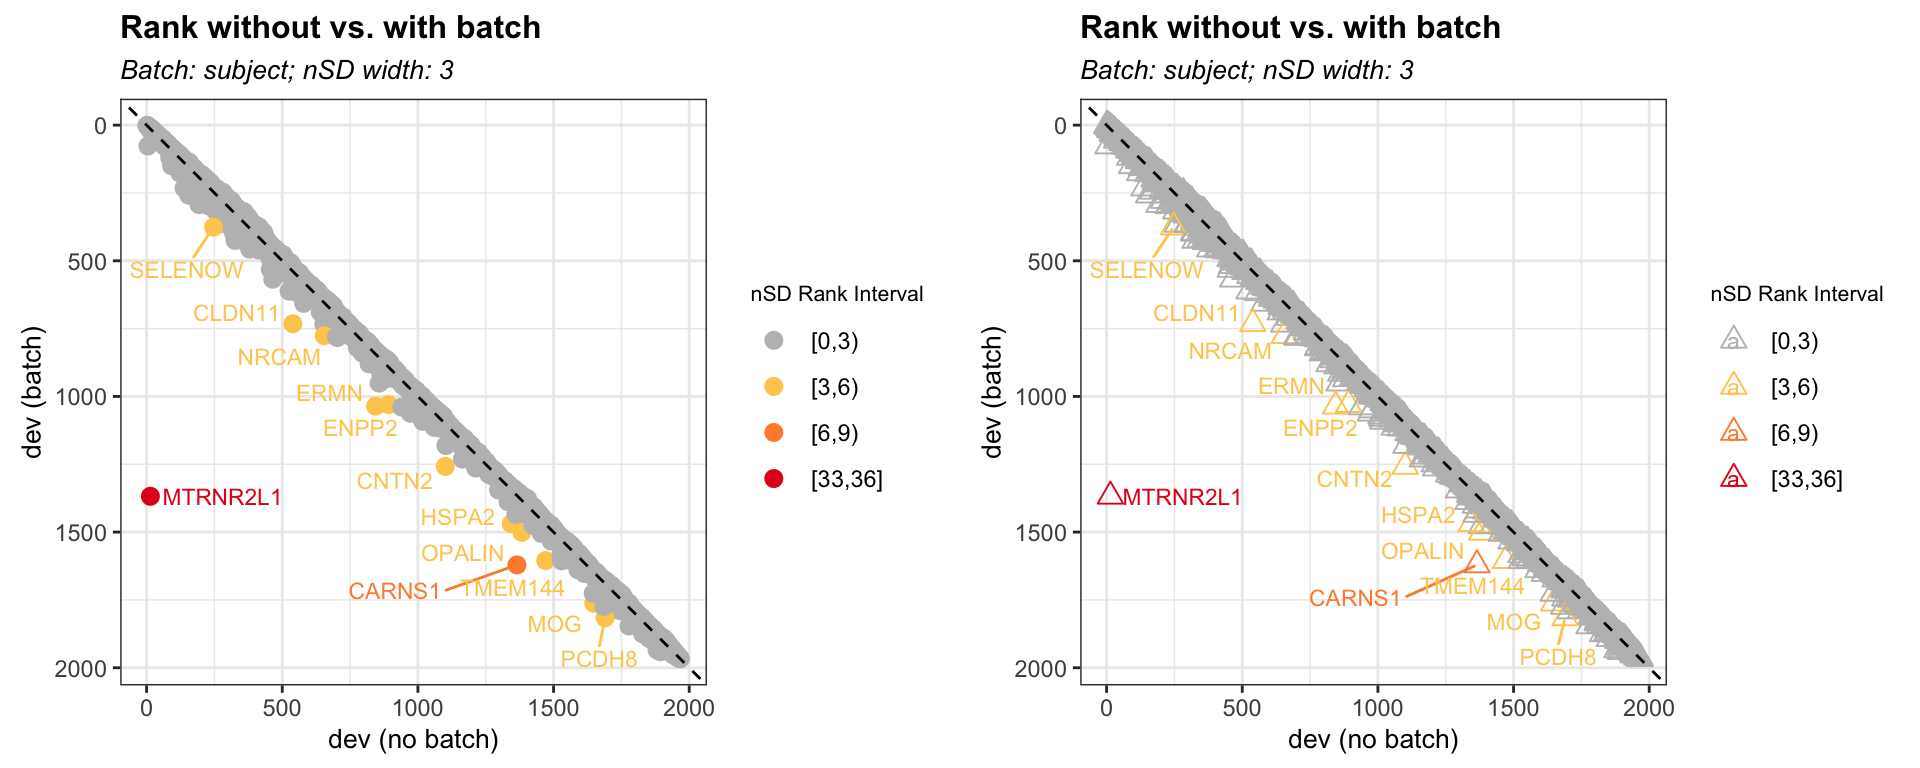 Rank without vs. with batch
Batch: subject; nSD width: 3
dev (batch)
0
500
1000
1500
2000
SELENOW
CLDN11
NRCAM
ERMN
ENPP2
CNTN2
MTRNR2L1
HSPA2
OPALIN
CARNS1
TMEM144
MOG
PCDH8
0
500
1000
1500
2000
dev (no batch)
nSD Rank Interval
[0,3)
[3,6)
[6,9)
[33,36]
Rank without vs. with batch
Batch: subject; nSD width: 3
dev (batch)
0
500
1000
1500
2000
SELENOW
CLDN11
NRCAM
ERMN
ENPP2
CNTN2
MTRNR2L1
HSPA2
OPALIN
CARNS1
TMEM144
MOG
PCDH8
0
500
1000
1500
2000
dev (no batch)
nSD Rank Interval
a [0,3)
a [3,6)
a [6,9)
a [33,36]